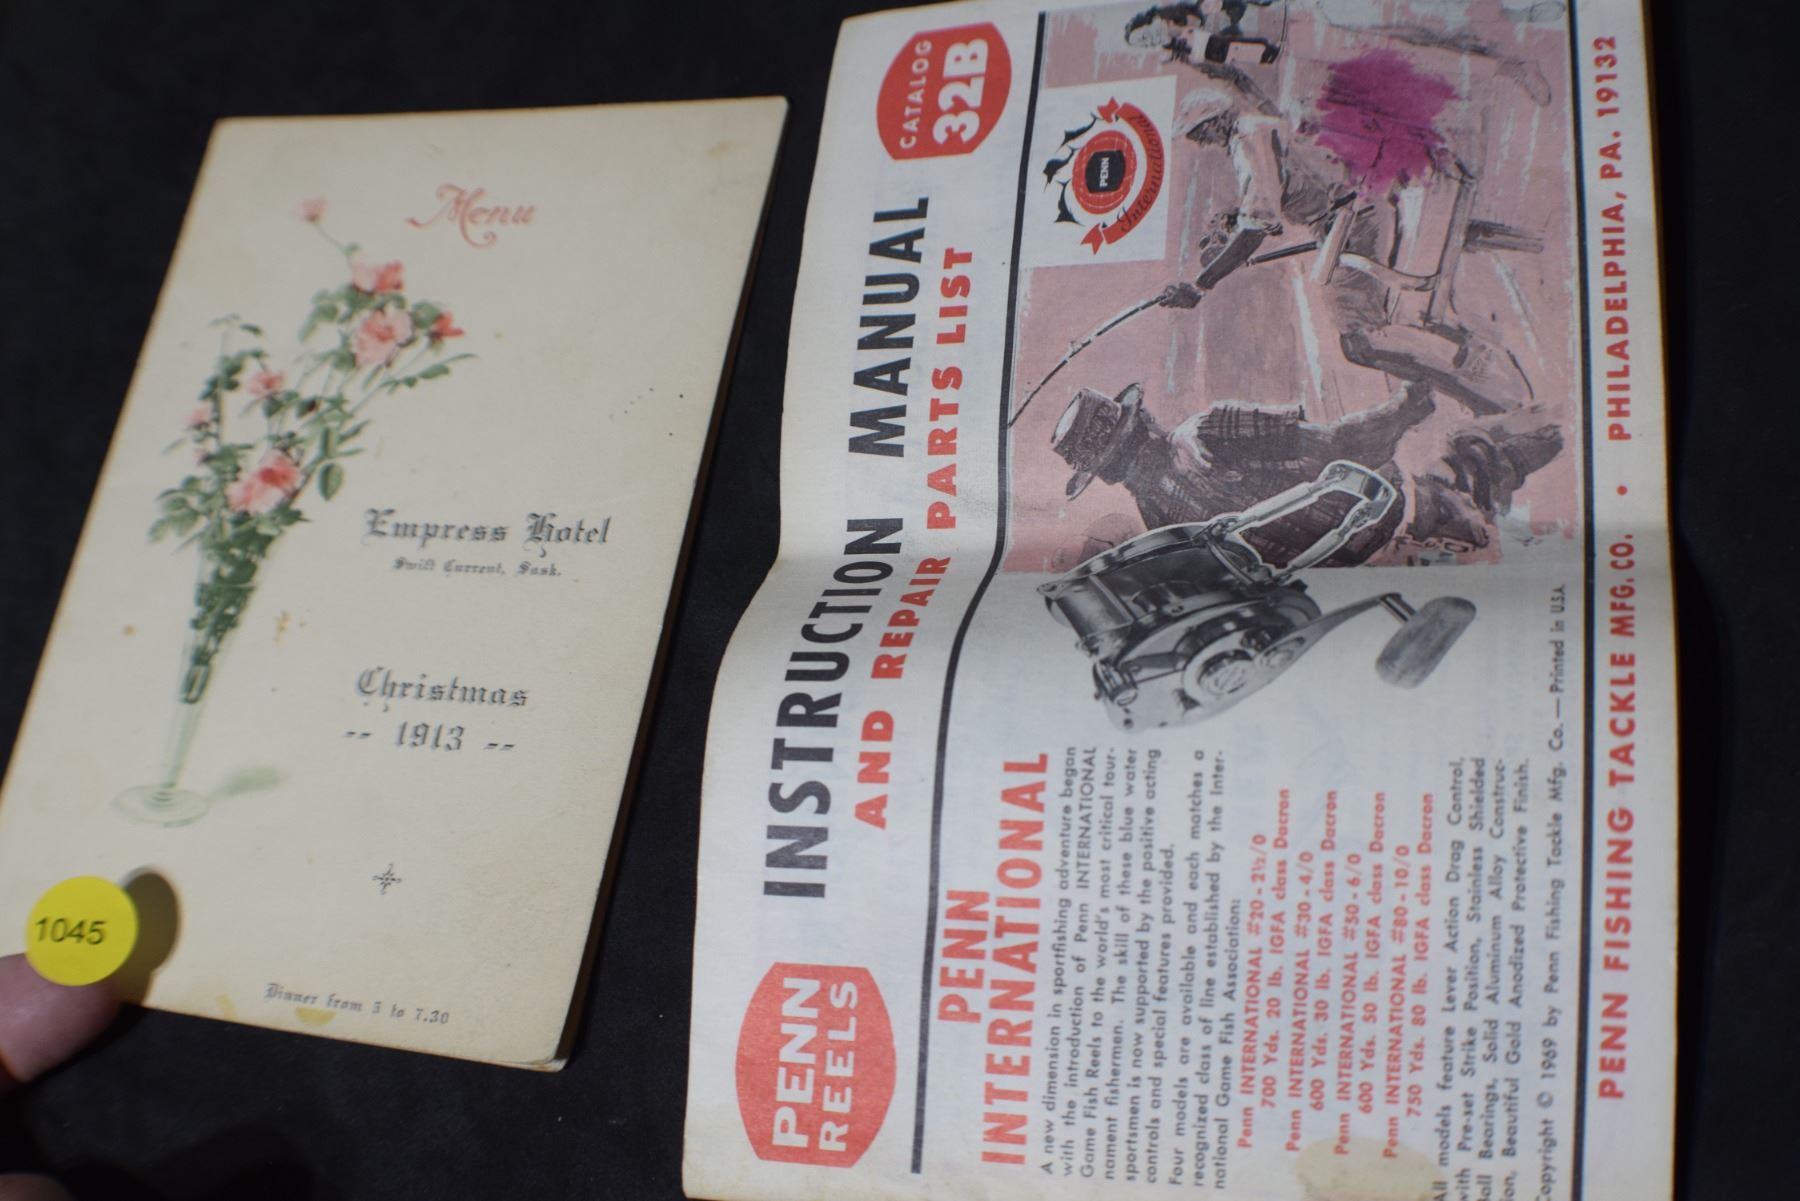 Menu
Empress Hotel
Swift Current, Sask.
Christmas
-- 1913 --
Dinner from 5 to 7.30
1045
PENN
REELS
INSTRUCTION MANUAL
AND REPAIR PARTS LIST
CATALOG
32B
PENN
INTERNATIONAL
A new dimension in sportfishing adventure began
with the introduction of Penn INTERNATIONAL
Game Fish Reels to the world's most critical tour-
nament fishermen. The skill of these blue water
sportsmen is now supported by the positive acting
controls and special features provided.
Four models are available and each matches a
recognized class of line established by the Inter-
national Game Fish Association:
Penn INTERNATIONAL #20 - 2½/0
700 Yds. 20 lb. IGFA class Dacron
Penn INTERNATIONAL #30 - 4/0
600 Yds. 30 lb. IGFA class Dacron
Penn INTERNATIONAL #50 - 6/0
600 Yds. 50 lb. IGFA class Dacron
Penn INTERNATIONAL #80 - 10/0
750 Yds. 80 lb. IGFA class Dacron
All models feature Lever Action Drag Control,
with Pre-set Strike Position, Stainless Shielded
Ball Bearings, Solid Aluminum Alloy Construc-
tion, Beautiful Gold Anodized Protective Finish.
Copyright © 1969 by Penn Fishing Tackle Mfg. Co. — Printed in U.S.A.
PENN
International
PENN FISHING TACKLE MFG. CO. • PHILADELPHIA, PA. 19132